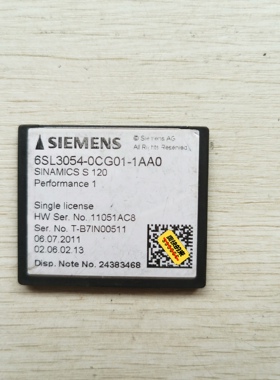 SIEMENS
© Siemens AG
All Rights Reserved
6SL3054-0CG01-1AA0
SINAMICS S 120
Performance 1
Single license
HW Ser. No. 11051AC8
Ser. No. T-B7IN00511
06.07.2011
02.06.02.13
Disp. Note No. 24383468